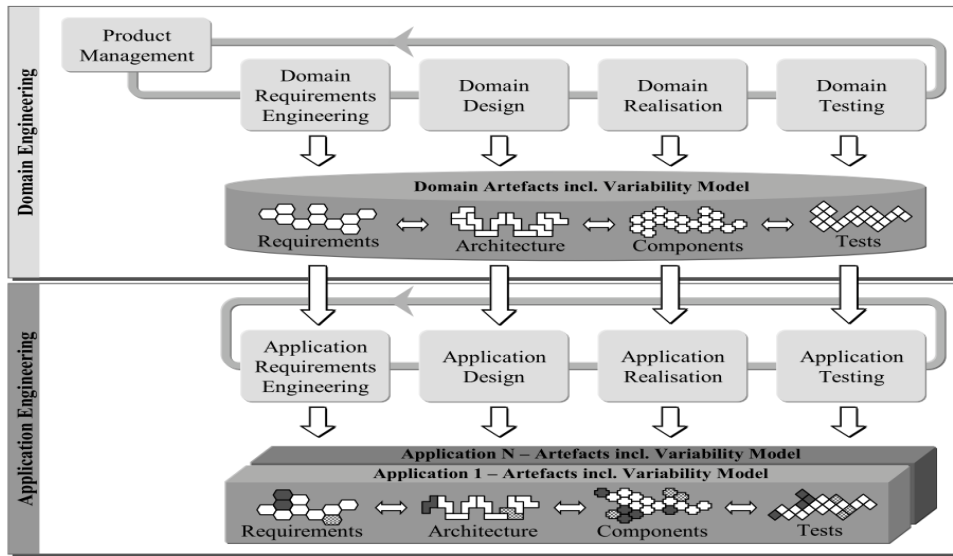 Domain Engineering
Product
Management
Domain
Requirements
Engineering
Domain
Design
Domain
Realisation
Domain
Testing
Domain Artefacts incl. Variability Model
Requirements
Architecture
Components
Tests
Application Engineering
Application
Requirements
Engineering
Application
Design
Application
Realisation
Application
Testing
Application N – Artefacts incl. Variability Model
Application 1 – Artefacts incl. Variability Model
Requirements
Architecture
Components
Tests